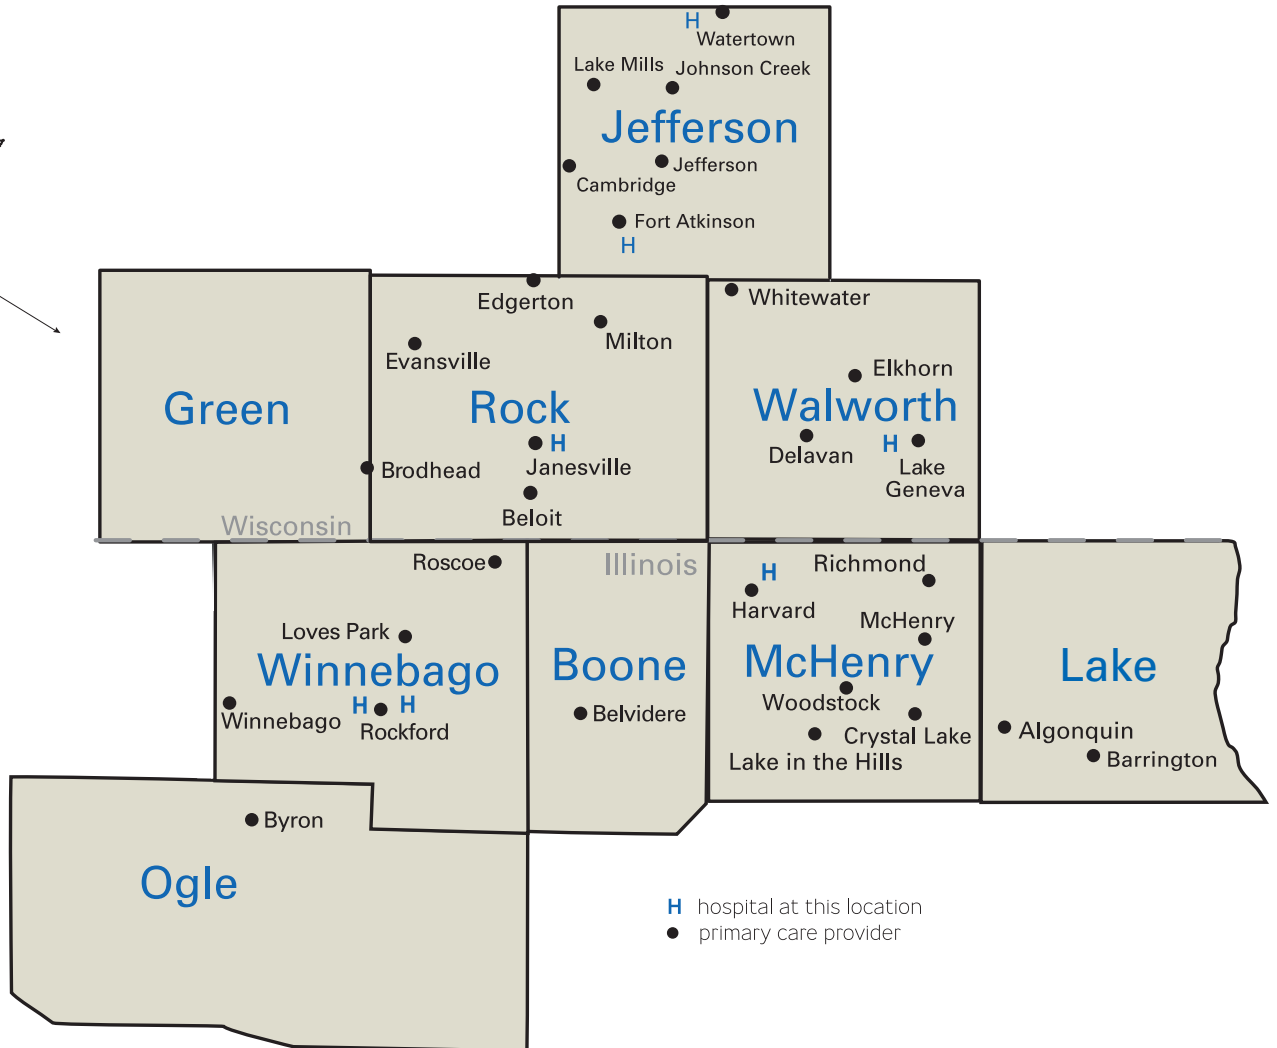 H
Watertown
Lake Mills
Johnson Creek
Jefferson
Jefferson
Cambridge
Fort Atkinson
H
Edgerton
Whitewater
Milton
Evansville
Elkhorn
Green
Rock
Walworth
H
Janesville
Delavan
H
Lake
Geneva
Brodhead
Beloit
Wisconsin
Illinois
Roscoe
H
Richmond
Harvard
McHenry
Loves Park
Winnebago
Boone
McHenry
Lake
Woodstock
H
H
Winnebago
Rockford
Belvidere
Crystal Lake
Algonquin
Lake in the Hills
Barrington
Byron
Ogle
H hospital at this location
primary care provider